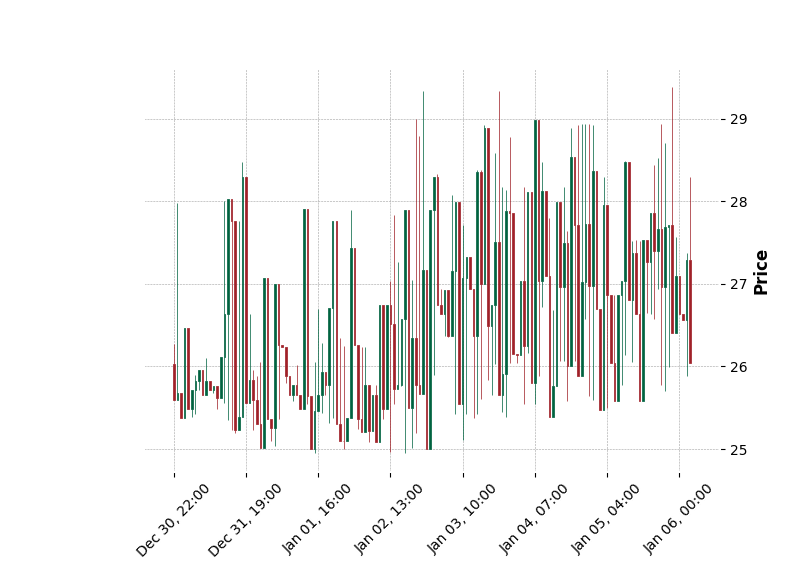 29
28
27
26
25
Price
Dec 30, 22:00
Dec 31, 19:00
Jan 01, 16:00
Jan 02, 13:00
Jan 03, 10:00
Jan 04, 07:00
Jan 05, 04:00
Jan 06, 00:00